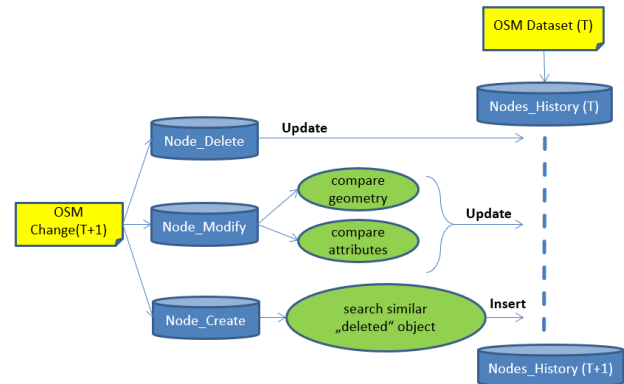 OSM Dataset (T)
Nodes_History (T)
Node_Delete
Update
compare
geometry
OSM
Change(T+1)
Node_Modify
Update
compare
attributes
Node_Create
search similar
„deleted“ object
Insert
Nodes_History (T+1)